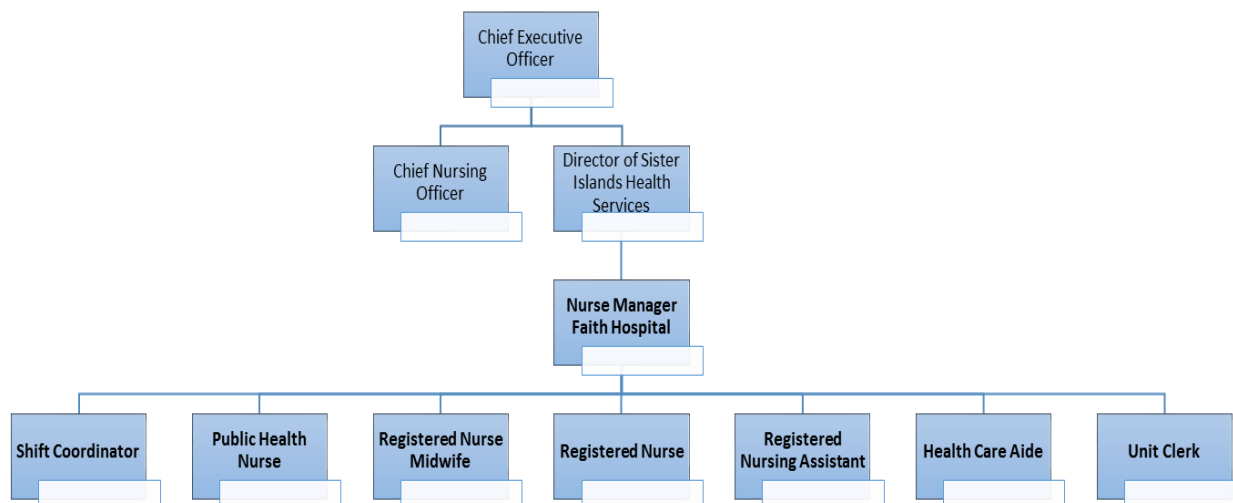 Chief Executive
Officer
Chief Nursing
Officer
Director of Sister
Islands Health
Services
Nurse Manager
Faith Hospital
Shift Coordinator
Public Health
Nurse
Registered Nurse
Midwife
Registered Nurse
Registered
Nursing Assistant
Health Care Aide
Unit Clerk